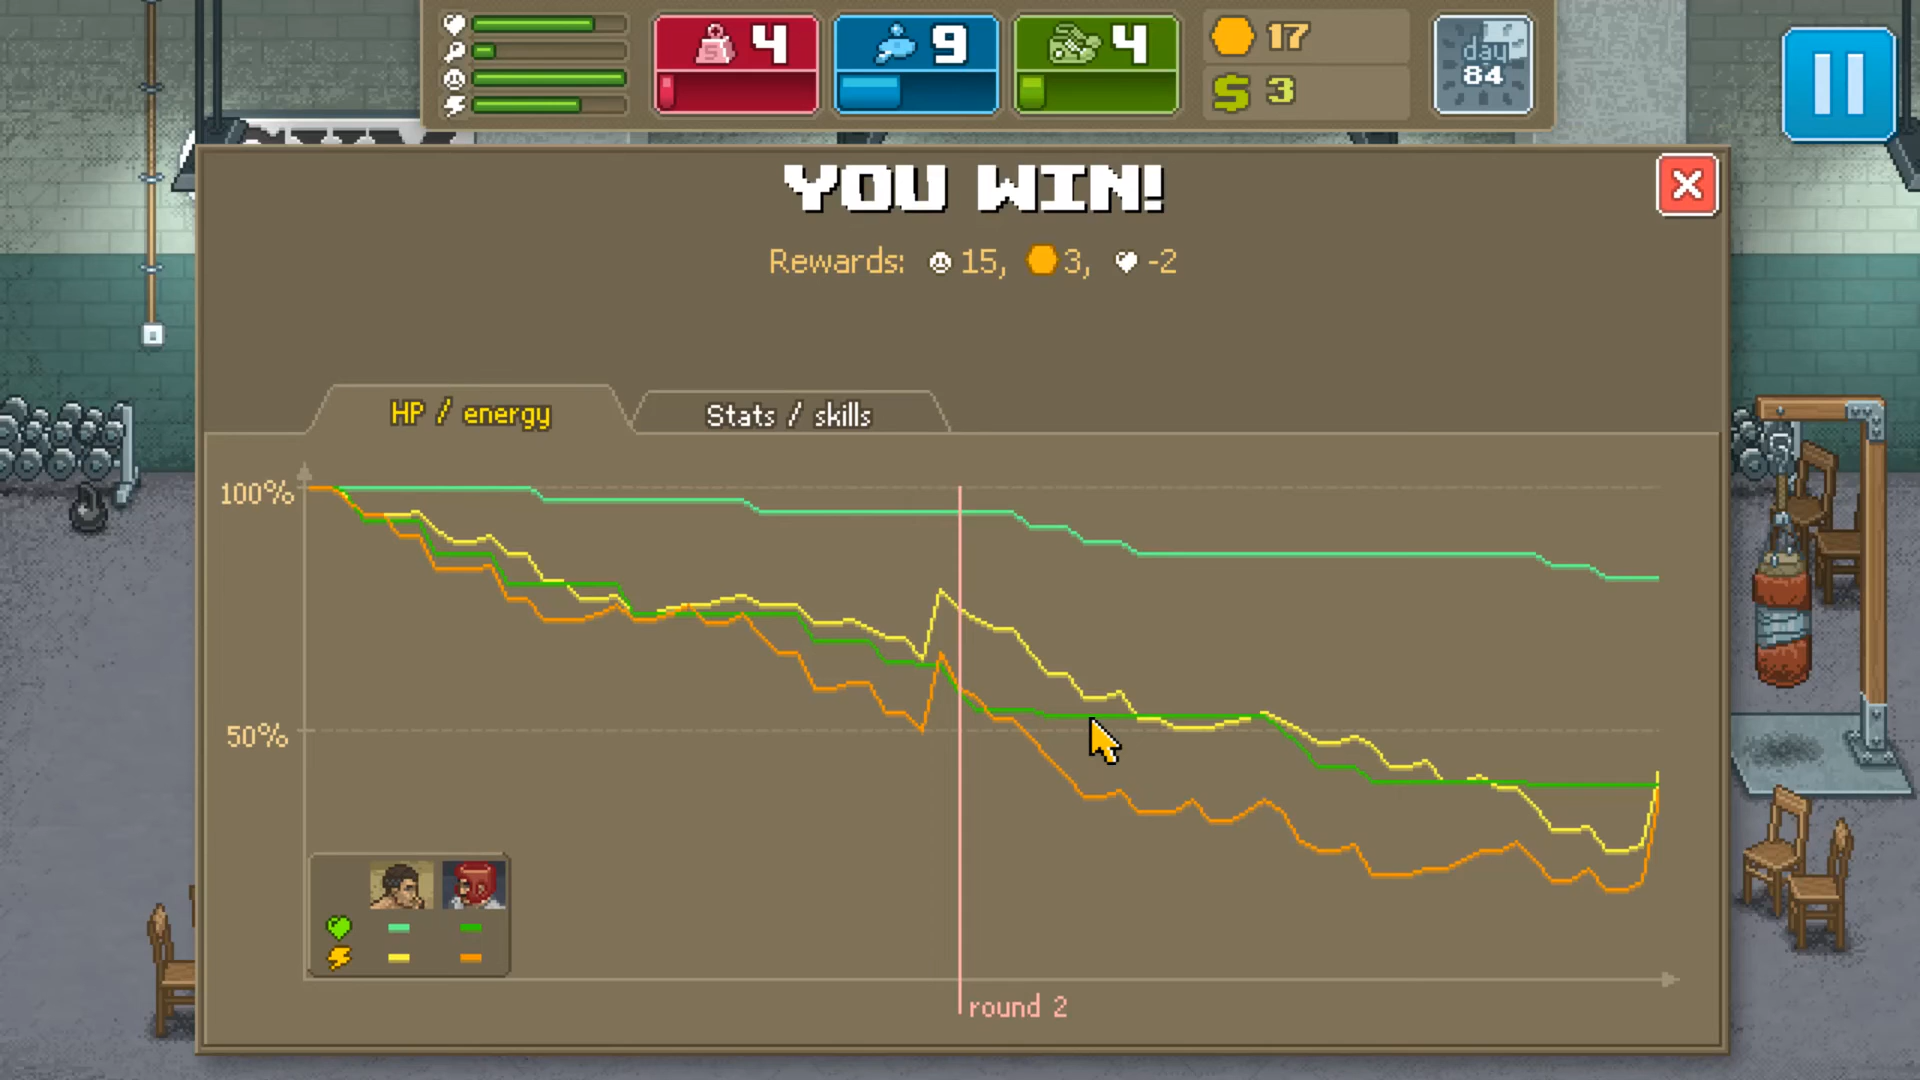 4
9
4
17
3
day
84
YOU WIN!
Rewards: 15, 3, -2
HP / energy
Stats / skills
100%
50%
round 2